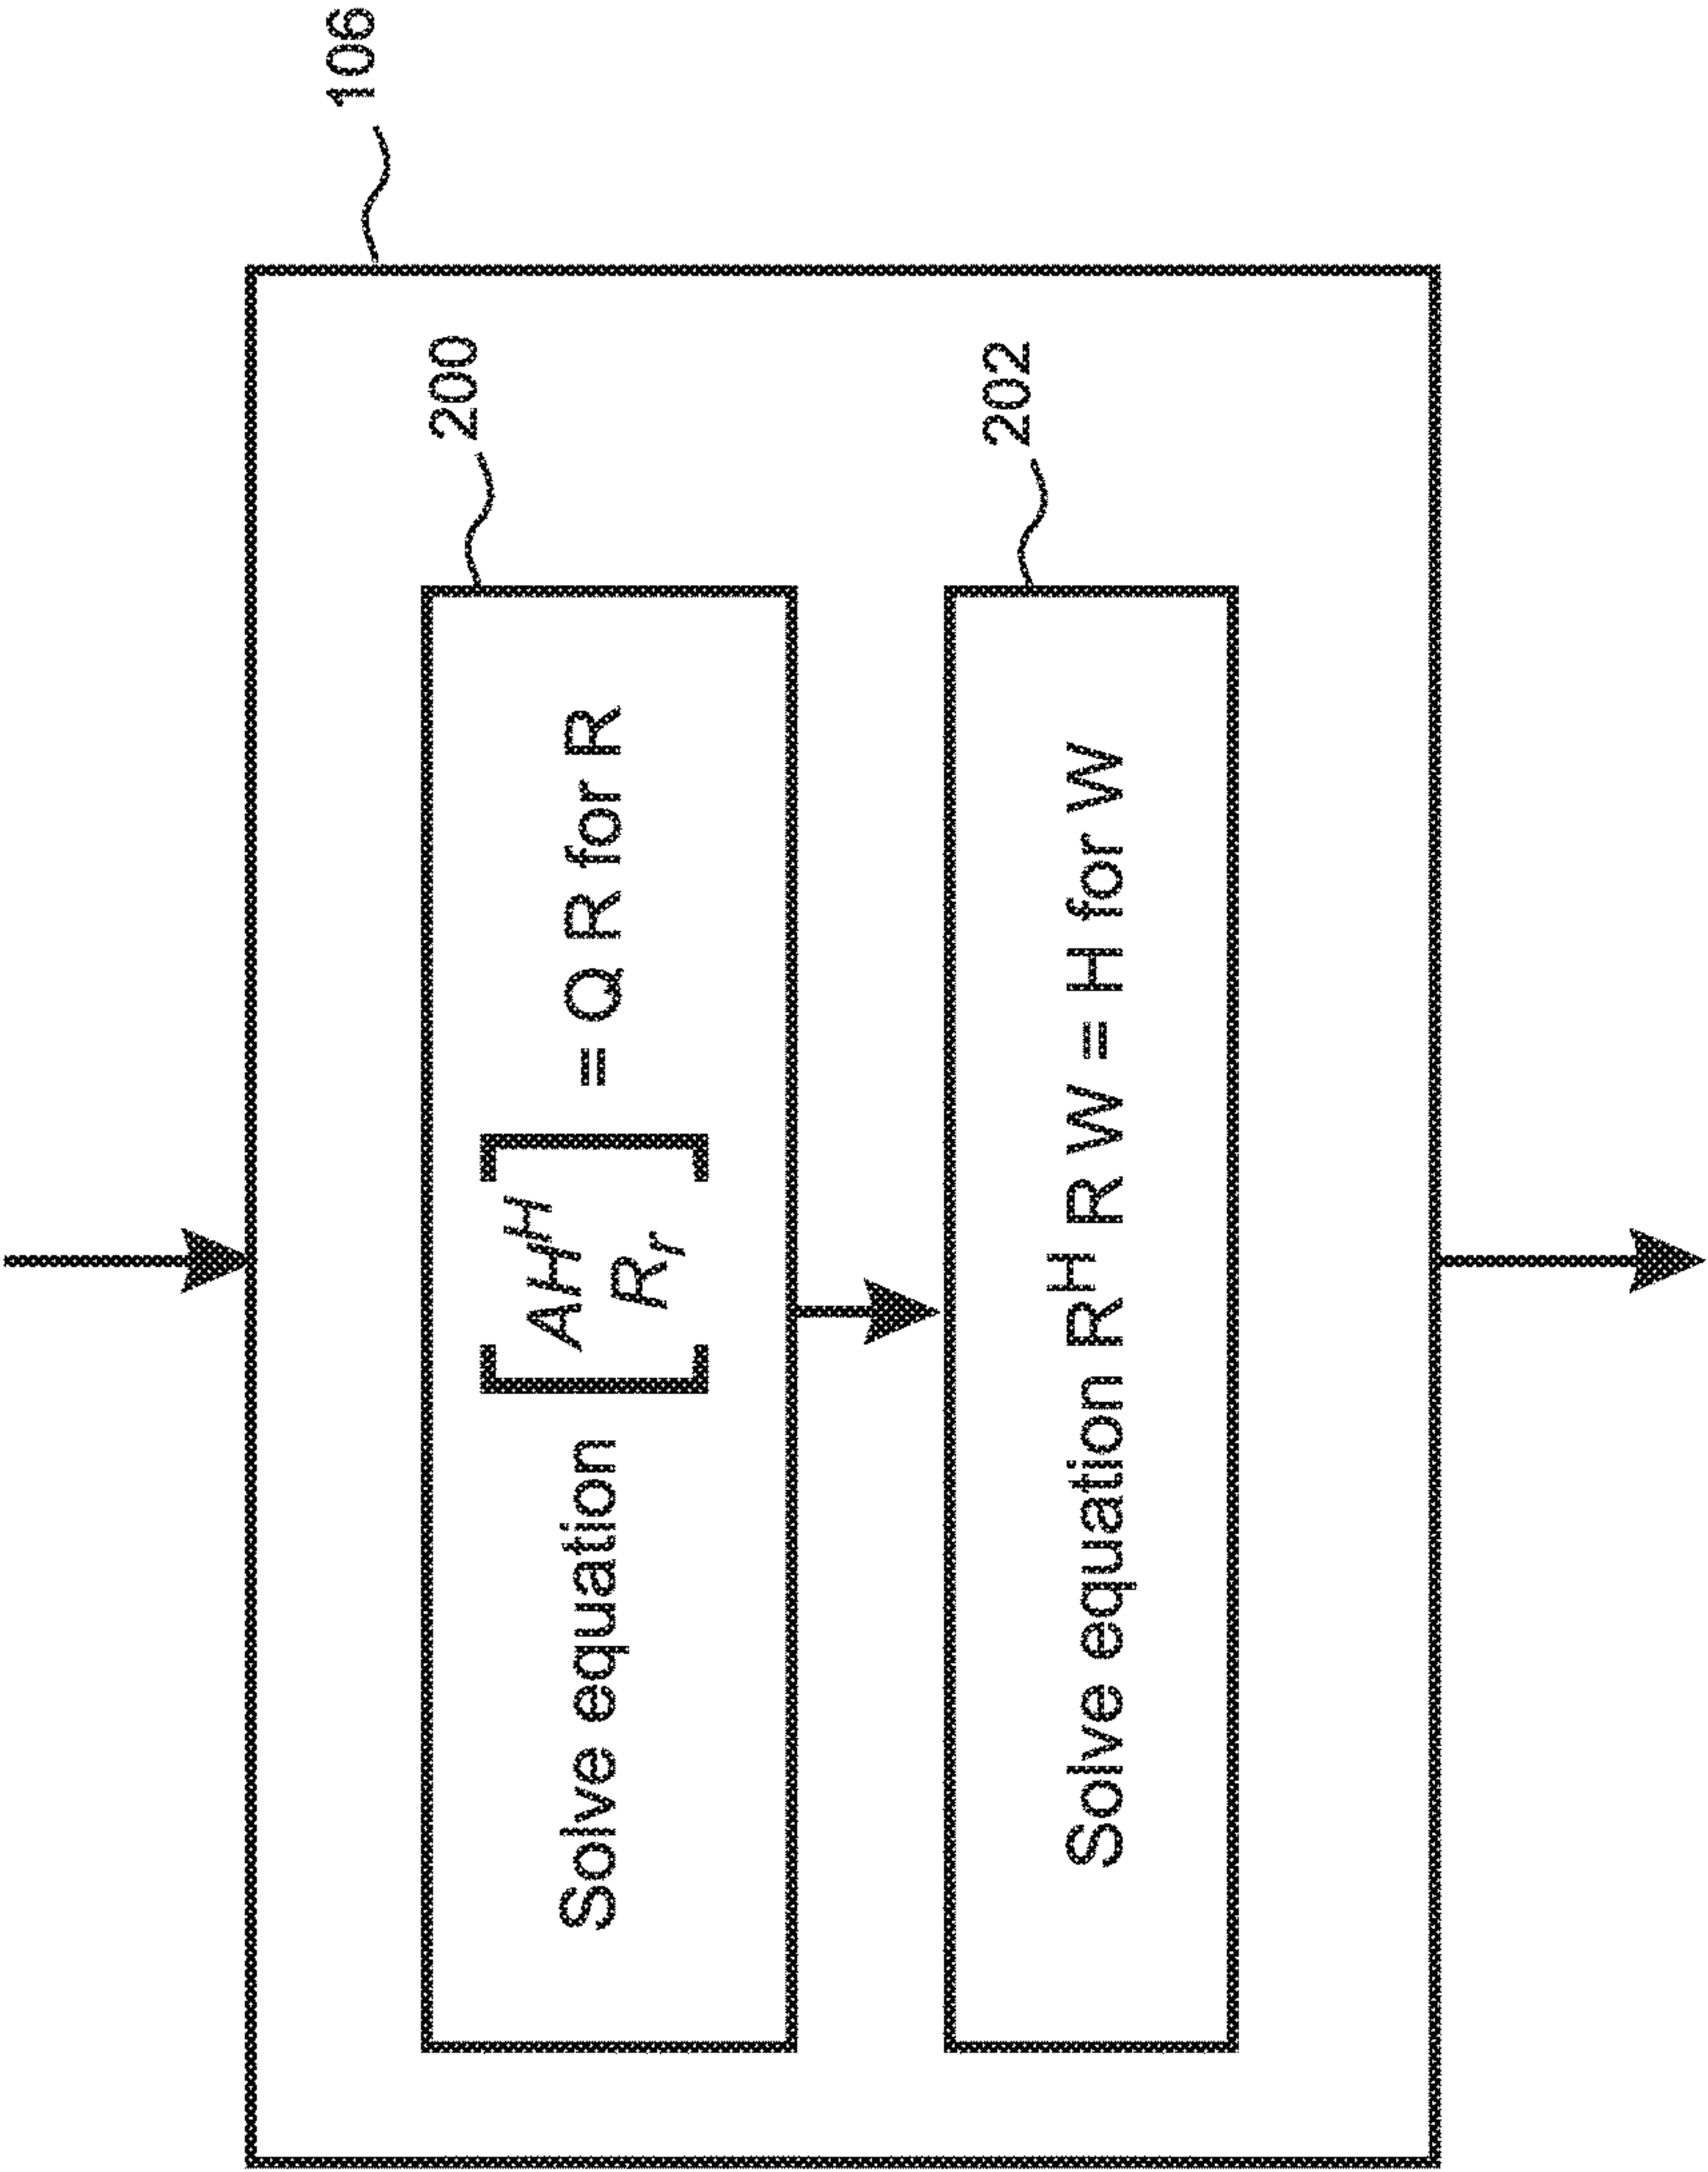 106
200
Solve equation [AH^H R_r] = Q R for R
202
Solve equation R^H R W = H for W